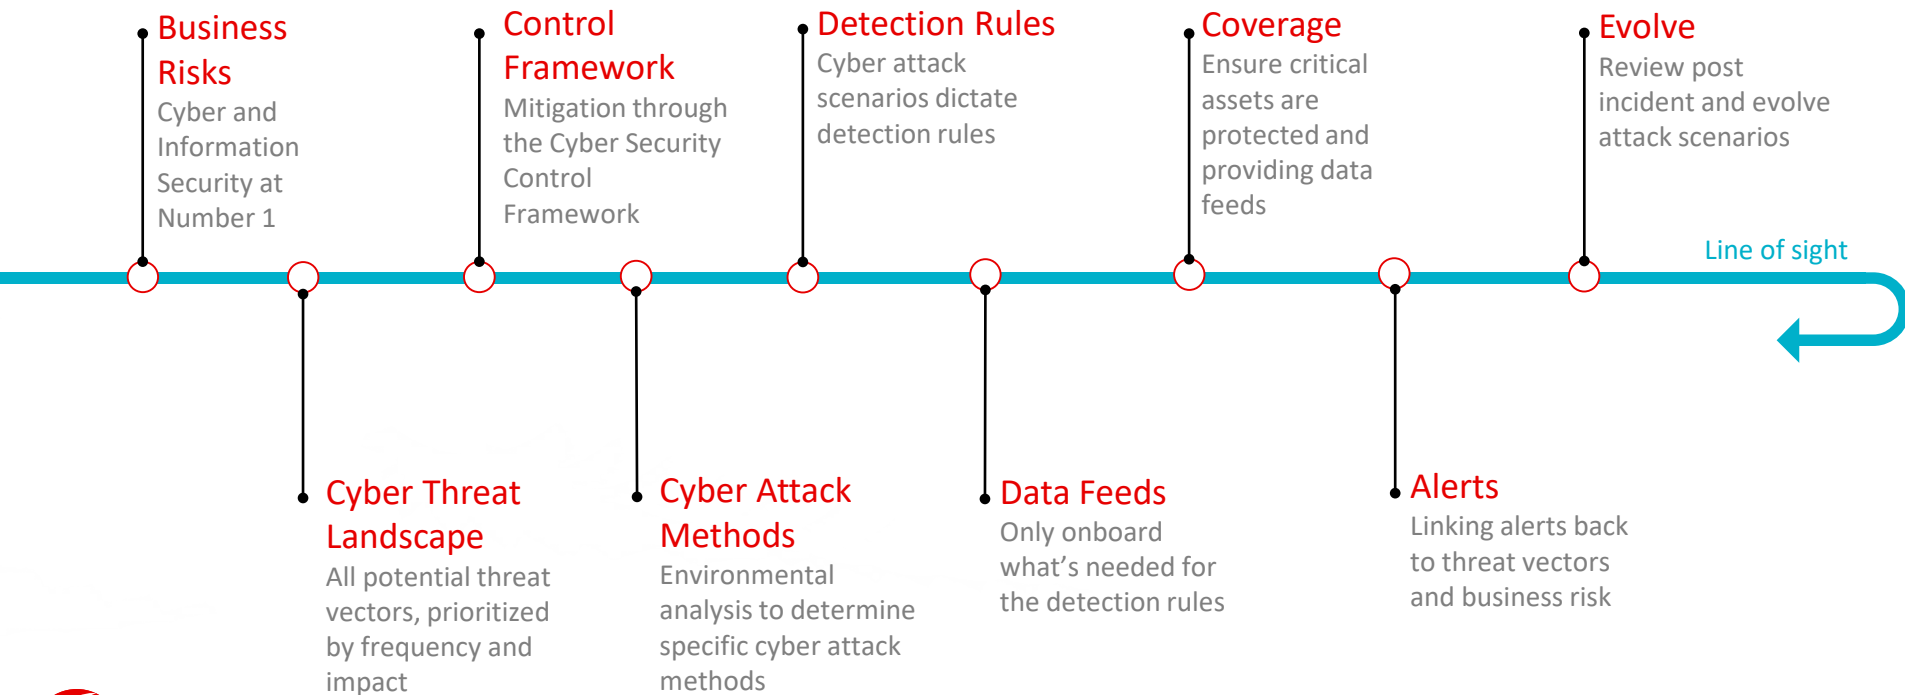 Business
Risks
Cyber and
Information
Security at
Number 1
Control
Framework
Mitigation through
the Cyber Security
Control
Framework
Detection Rules
Cyber attack
scenarios dictate
detection rules
Coverage
Ensure critical
assets are
protected and
providing data
feeds
Evolve
Review post
incident and evolve
attack scenarios
Line of sight
Cyber Threat
Landscape
All potential threat
vectors, prioritized
by frequency and
impact
Cyber Attack
Methods
Environmental
analysis to determine
specific cyber attack
methods
Data Feeds
Only onboard
what’s needed for
the detection rules
Alerts
Linking alerts back
to threat vectors
and business risk